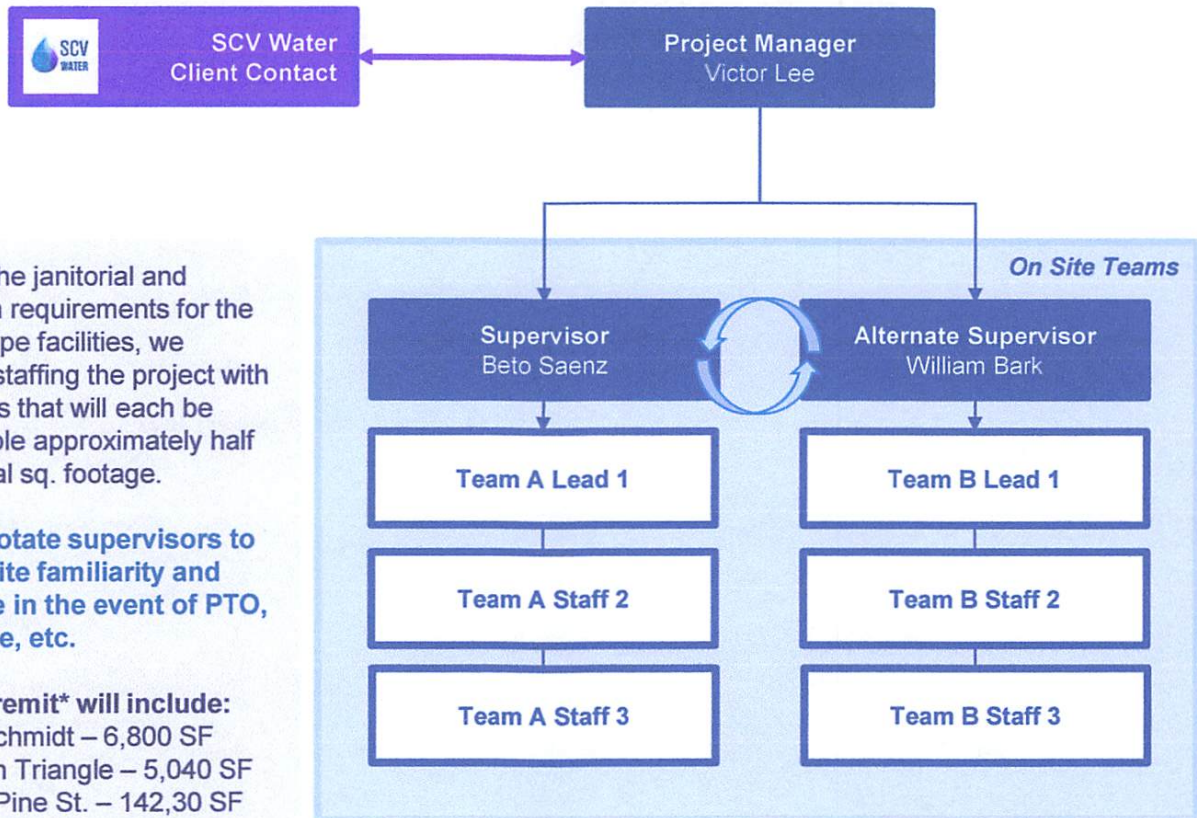 SCV
WATER
SCV Water
Client Contact
Project Manager
Victor Lee
he janitorial and
requirements for the
pe facilities, we
staffing the project with
s that will each be
ble approximately half
al sq. footage.
otate supervisors to
ite familiarity and
e in the event of PTO,
e, etc.
remit* will include:
chmidt – 6,800 SF
n Triangle – 5,040 SF
Pine St. – 142,30 SF
On Site Teams
Supervisor
Beto Saenz
Alternate Supervisor
William Bark
Team A Lead 1
Team B Lead 1
Team A Staff 2
Team B Staff 2
Team A Staff 3
Team B Staff 3